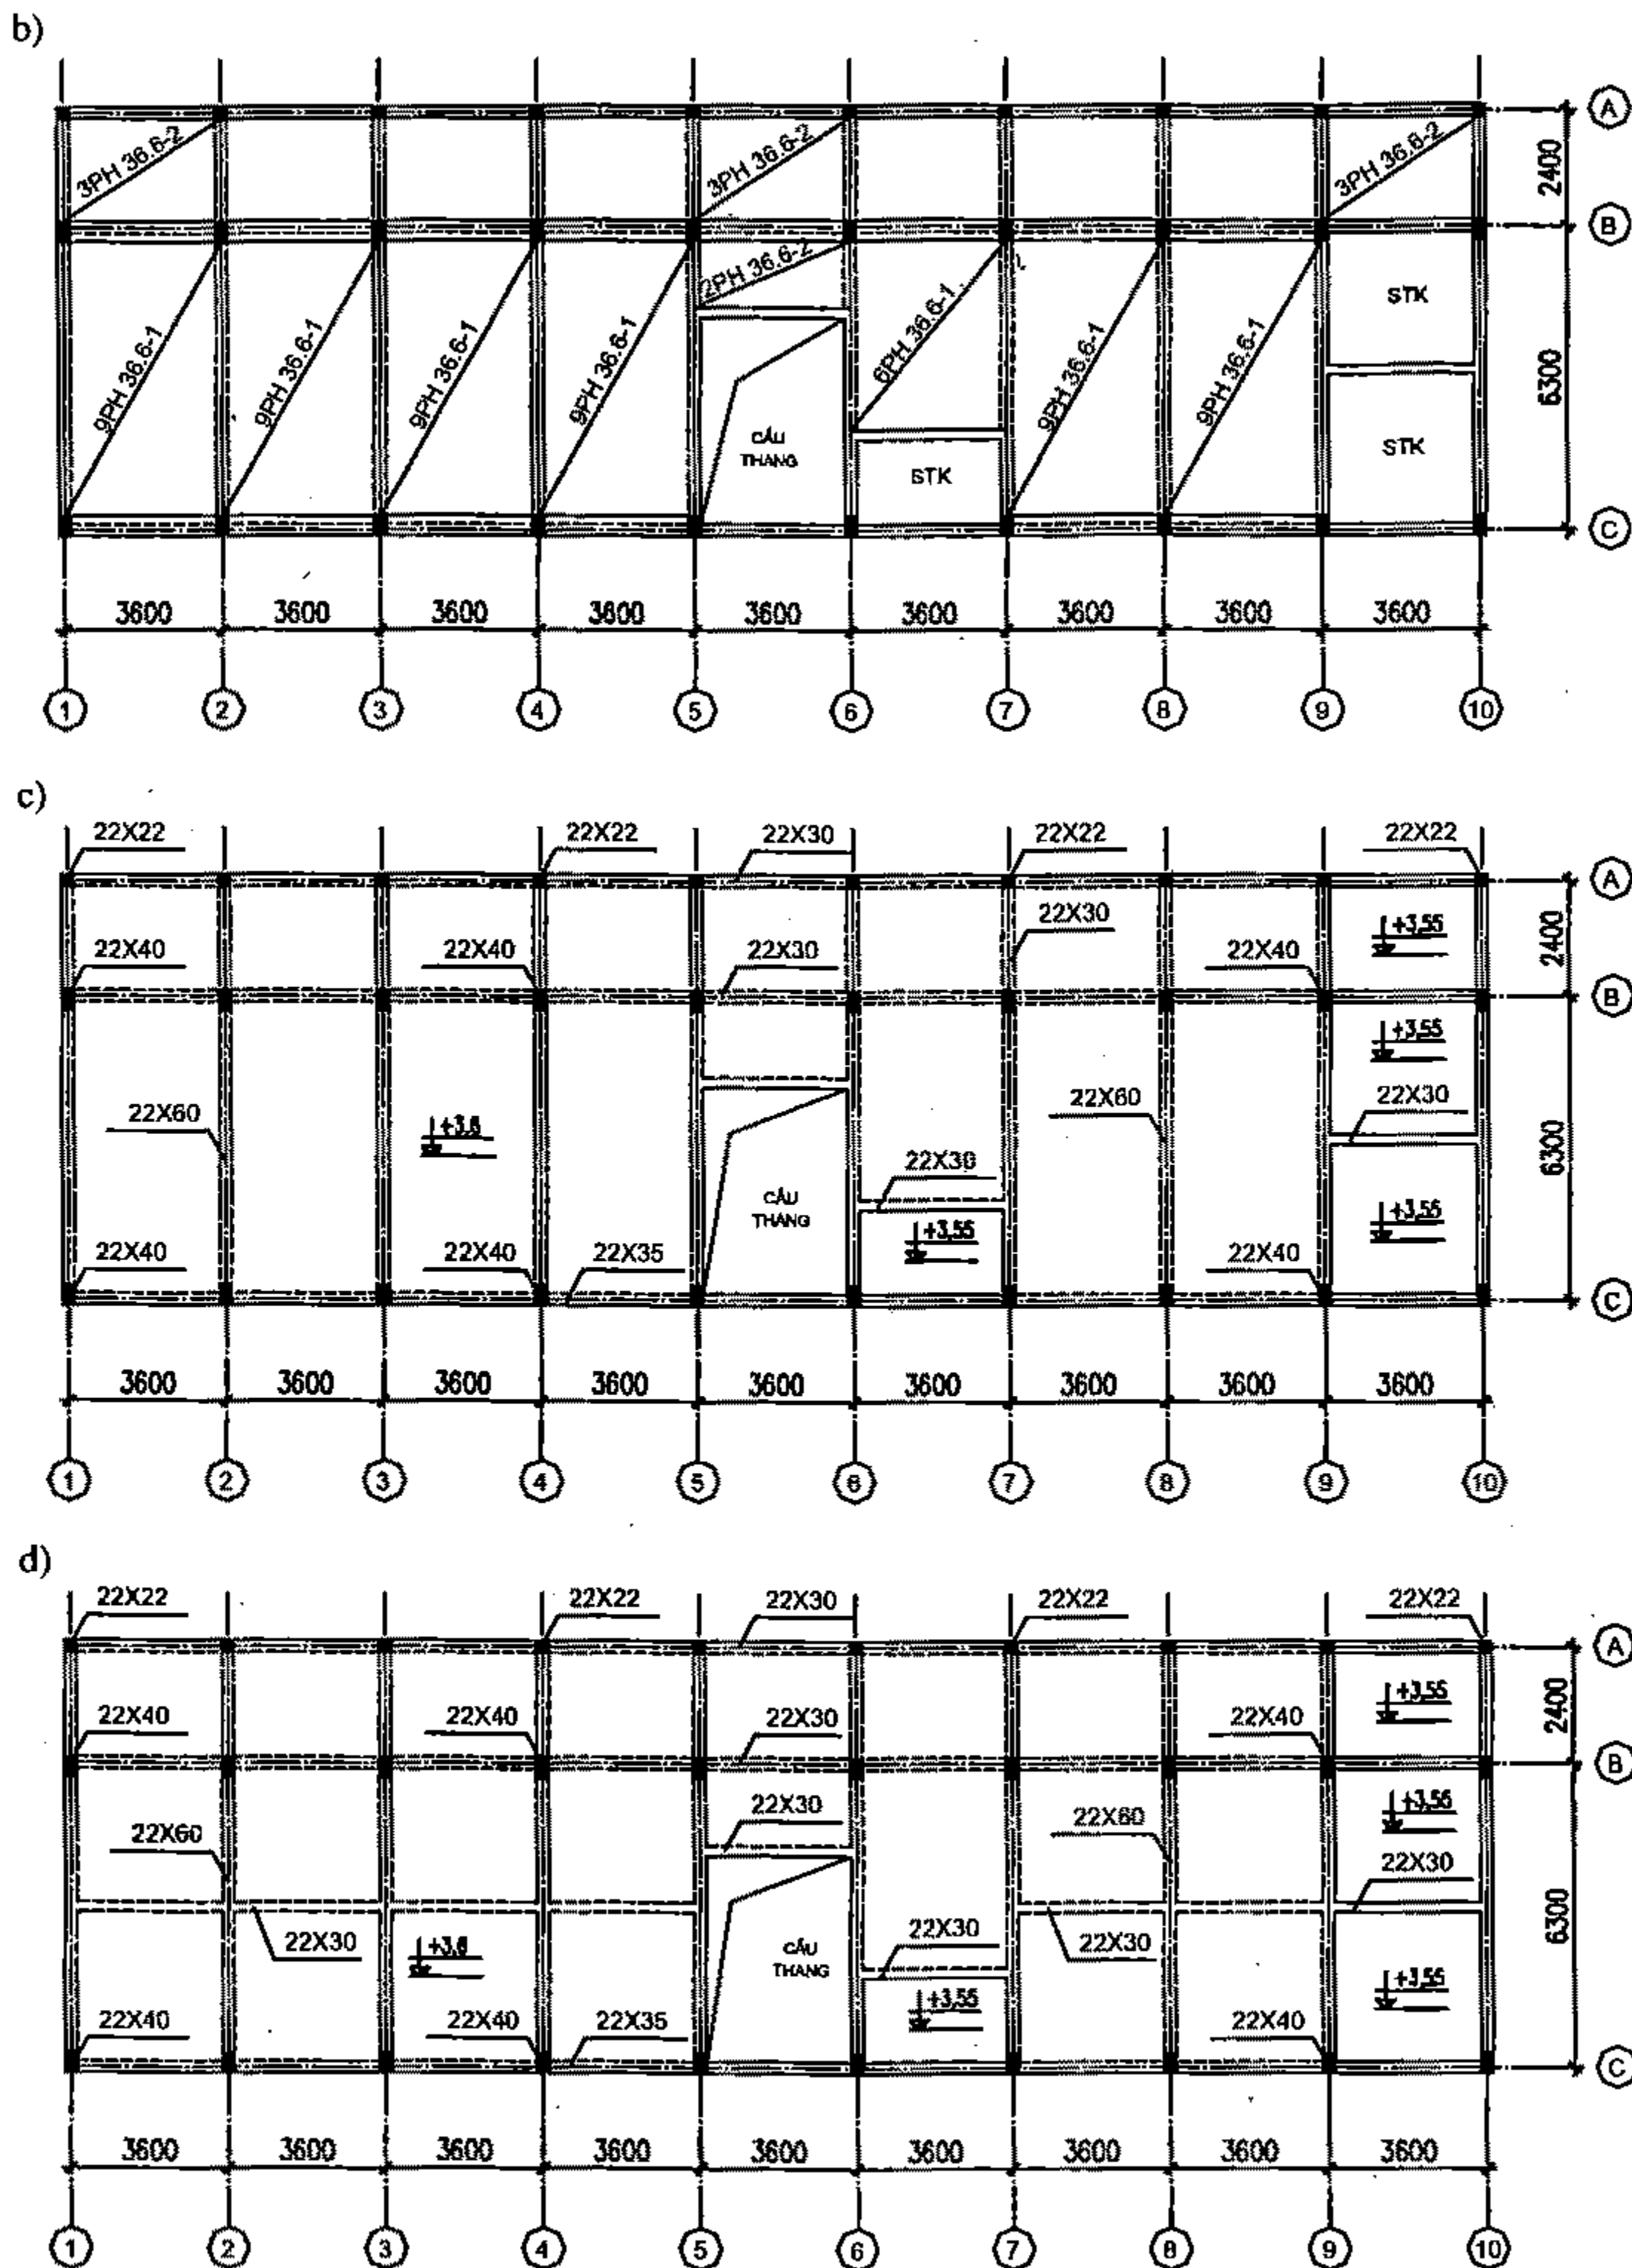 b)
A
3PH 36.6-2 3PH 36.6-2 3PH 36.6-2
2400
B
2PH 36.6-2
9PH 36.6-1 9PH 36.6-1 9PH 36.6-1 9PH 36.6-1 6PH 36.6-1 9PH 36.6-1 9PH 36.6-1
STK
6300
CẦU
THANG
STK STK
C
3600 3600 3600 3600 3600 3600 3600 3600 3600
1 2 3 4 5 6 7 8 9 10
c)
22X22 22X22 22X30 22X22 22X22
A
22X30 +3,55
2400
22X40 22X40 22X30 22X40
B
+3,55
22X60 +3.6 22X60 22X30
6300
22X30
CẦU
THANG
+3,55 +3,55
22X40 22X40 22X35 22X40
C
3600 3600 3600 3600 3600 3600 3600 3600 3600
1 2 3 4 5 6 7 8 9 10
d)
22X22 22X22 22X30 22X22 22X22
A
+3,55
2400
22X40 22X40 22X30 22X40
B
22X60 22X30 22X60 +3,55
22X30
6300
22X30 +3.6 22X30 22X30
CẦU
THANG
+3,55 +3,55
22X40 22X40 22X35 22X40
C
3600 3600 3600 3600 3600 3600 3600 3600 3600
1 2 3 4 5 6 7 8 9 10